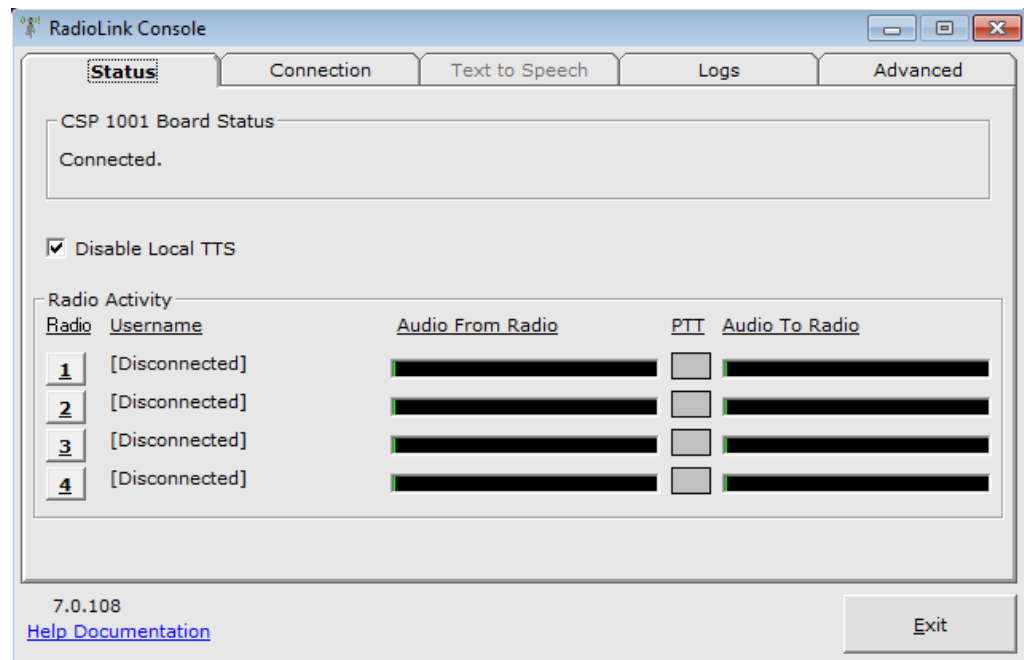 RadioLink Console
Status Connection Text to Speech Logs Advanced
CSP 1001 Board Status
Connected.
Disable Local TTS
Radio Activity
Radio Username Audio From Radio PTT Audio To Radio
1 [Disconnected]
2 [Disconnected]
3 [Disconnected]
4 [Disconnected]
7.0.108
Help Documentation
Exit